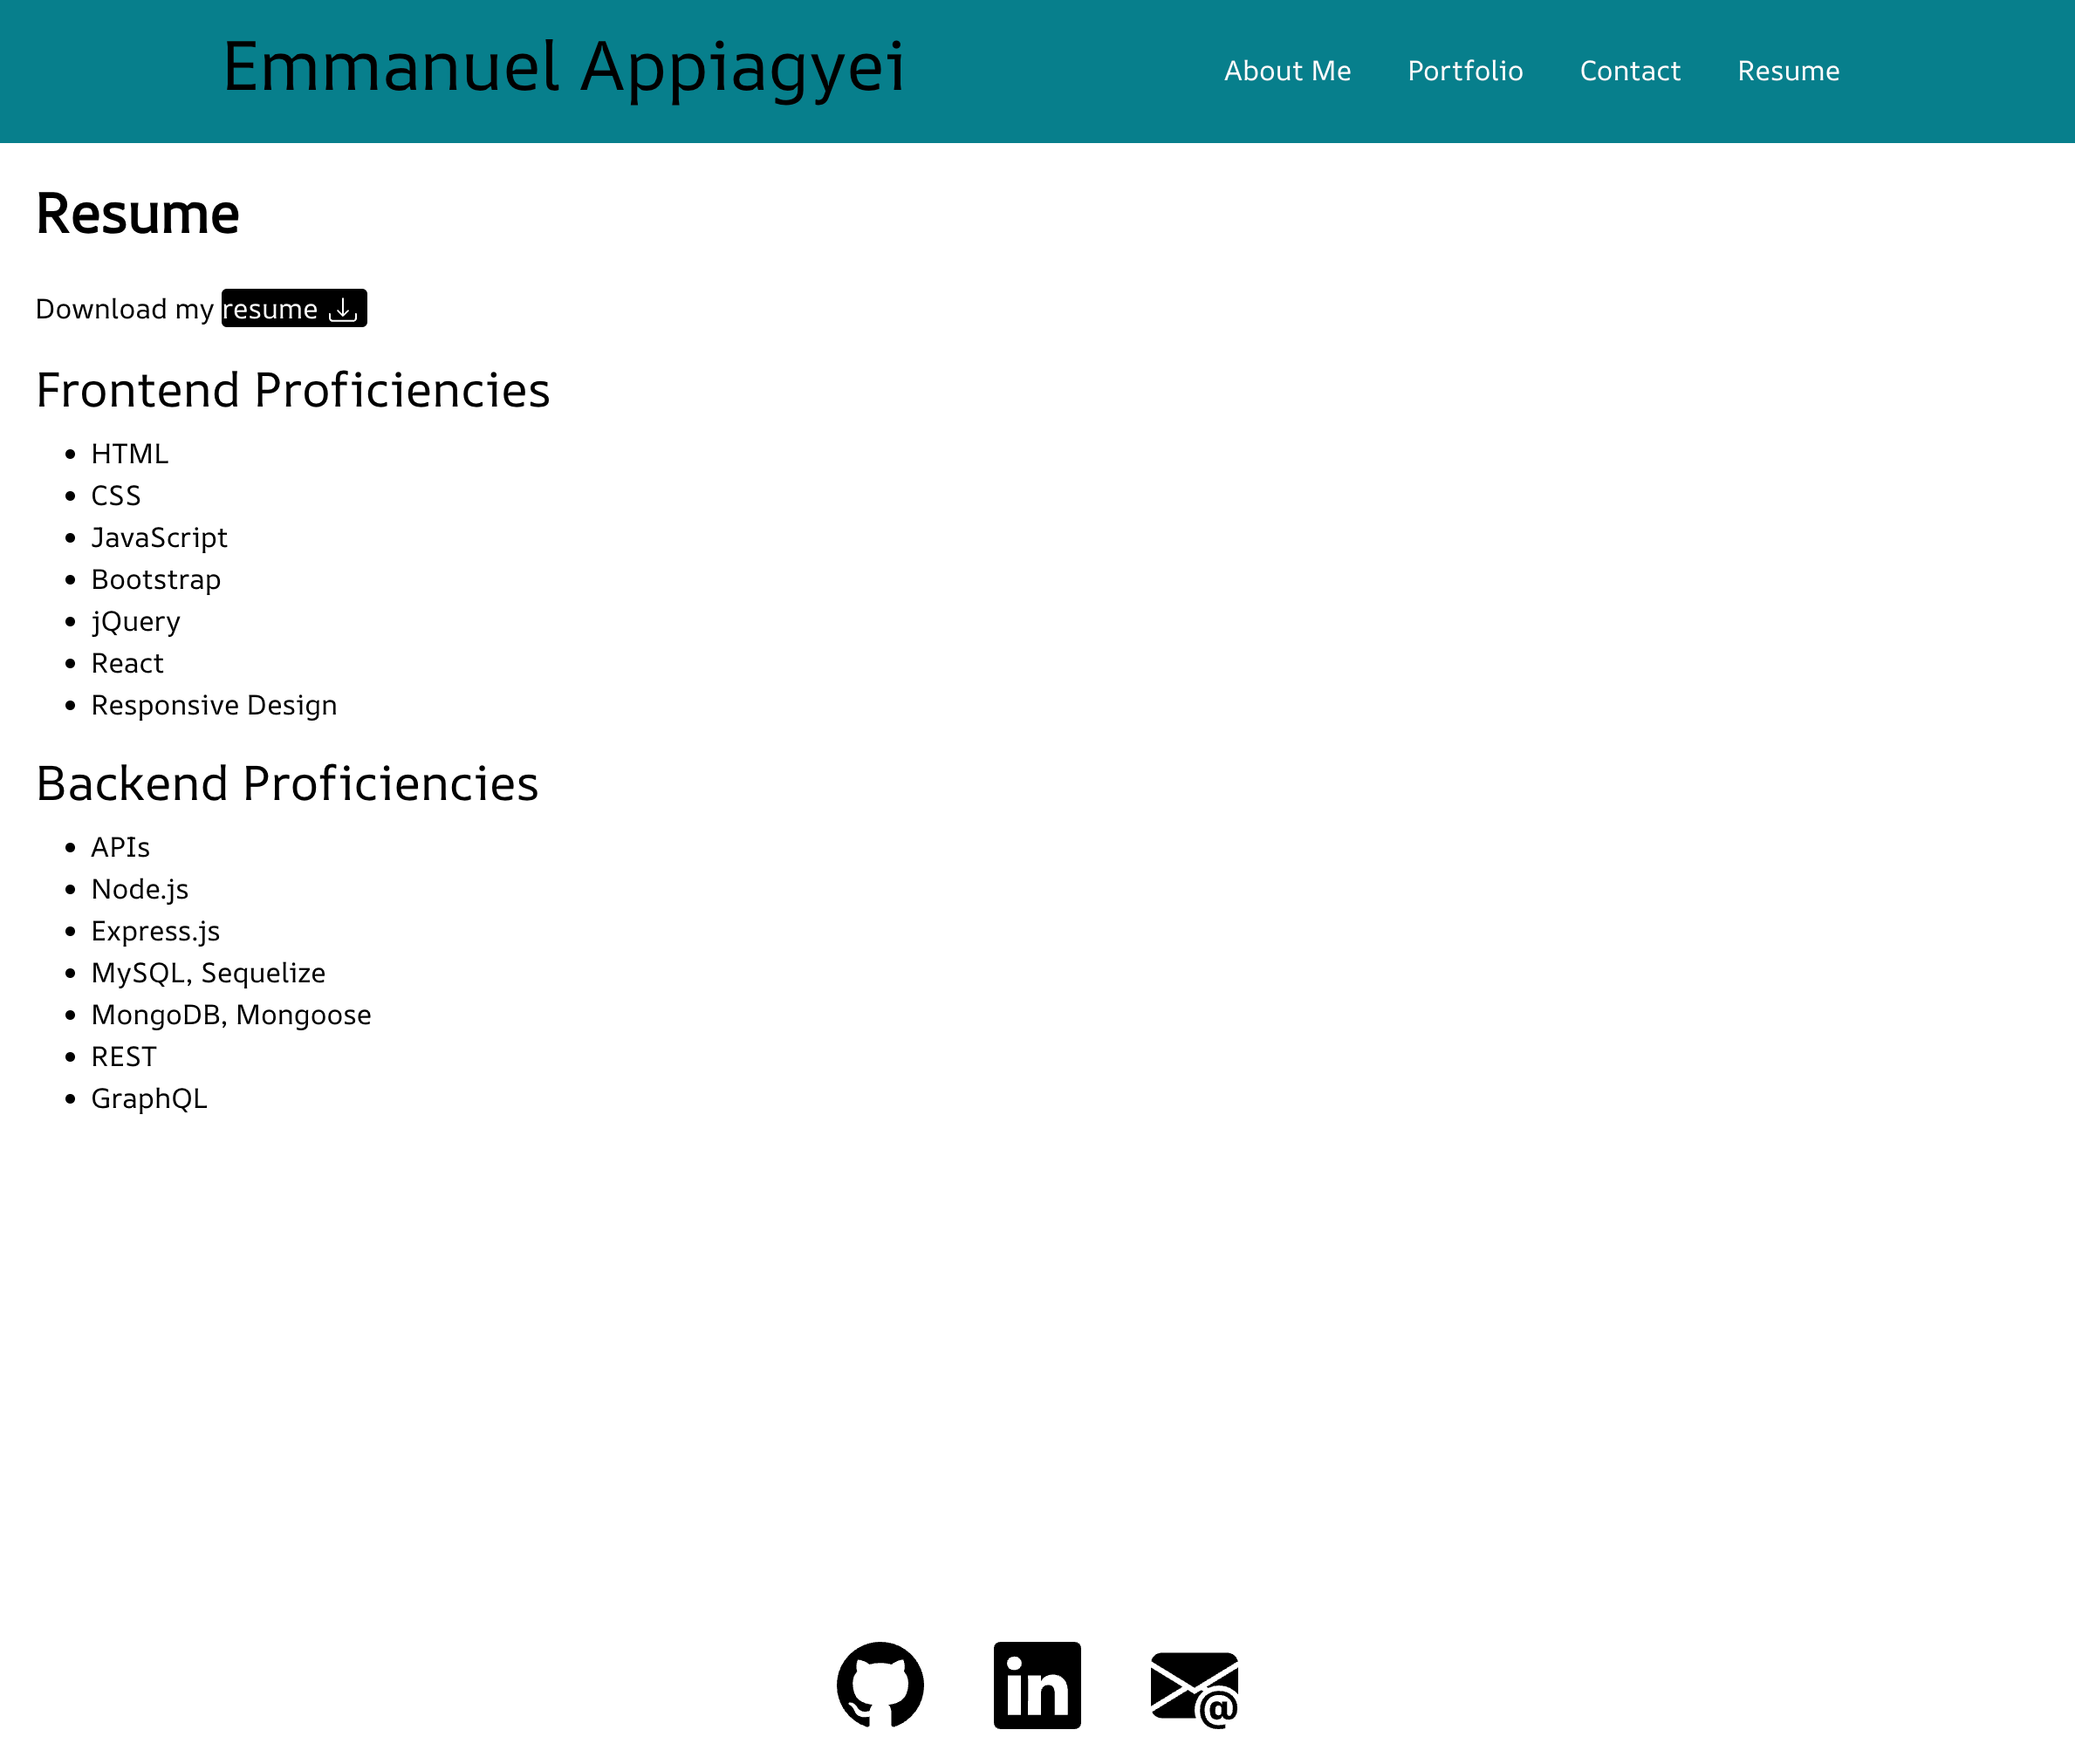 Emmanuel Appiagyei
About Me Portfolio Contact Resume
Resume
Download my resume
Frontend Proficiencies
HTML
CSS
JavaScript
Bootstrap
jQuery
React
Responsive Design
Backend Proficiencies
APIs
Node.js
Express.js
MySQL, Sequelize
MongoDB, Mongoose
REST
GraphQL
in
@